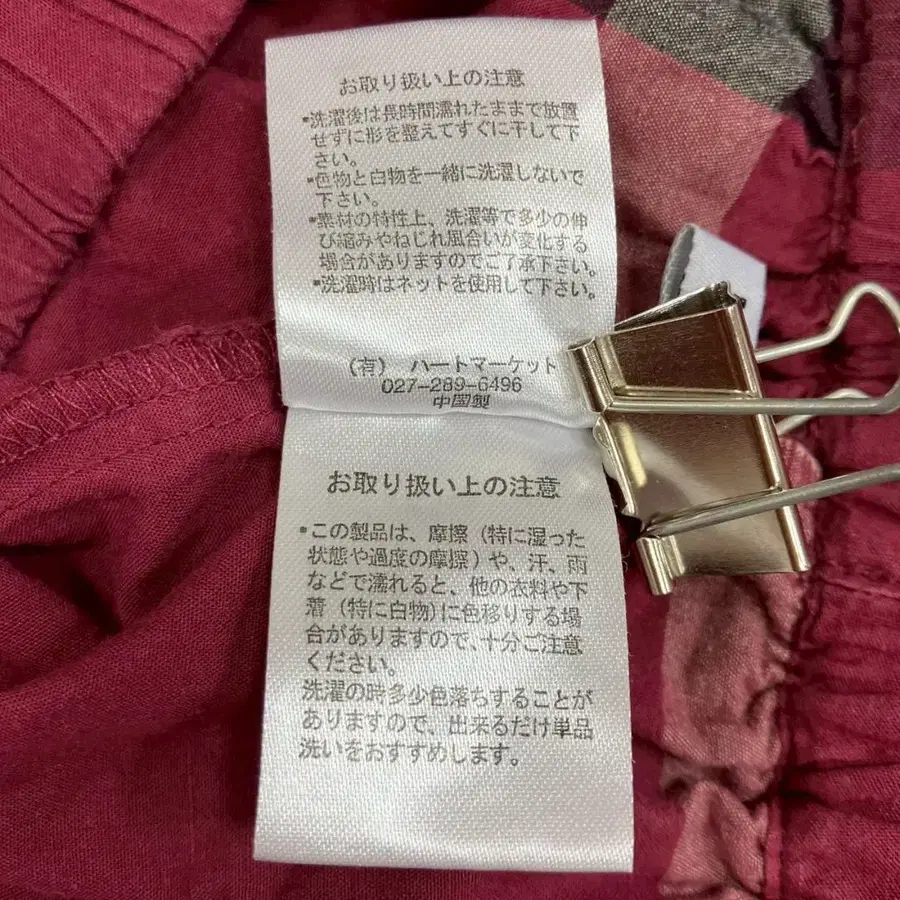 お取り扱い上の注意
・洗濯後は長時間濡れたままで放置
せずに形を整えてすぐに干して下
さい。
・色物と白物を一緒に洗濯しないで
下さい。
・素材の特性上、洗濯等で多少の伸
び縮みやねじれ風合いが変化する
場合がありますのでご了承下さい。
・洗濯時はネットを使用して下さい。
(有) ハートマーケット
027-289-6496
中国製
お取り扱い上の注意
・この製品は、摩擦(特に湿った
状態や過度の摩擦)や、汗、雨
などで濡れると、他の衣料や下
着(特に白物)に色移りする場
合がありますので、十分ご注意
ください。
洗濯の時多少色落ちすることが
ありますので、出来るだけ単品
洗いをおすすめします。